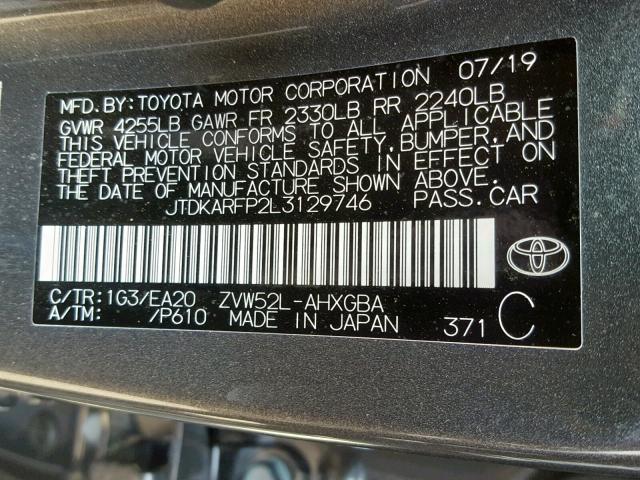 MFD. BY: TOYOTA MOTOR CORPORATION 07/19
GVWR 4255LB GAWR FR 2330LB RR 2240LB
THIS VEHICLE CONFORMS TO ALL APPLICABLE
FEDERAL MOTOR VEHICLE SAFETY, BUMPER, AND
THEFT PREVENTION STANDARDS IN EFFECT ON
THE DATE OF MANUFACTURE SHOWN ABOVE.
JTDKARFP2L3129746 PASS.CAR
C/TR: 1G3/EA20 ZVW52L-AHXGBA
A/TM: /P610 MADE IN JAPAN 371 C